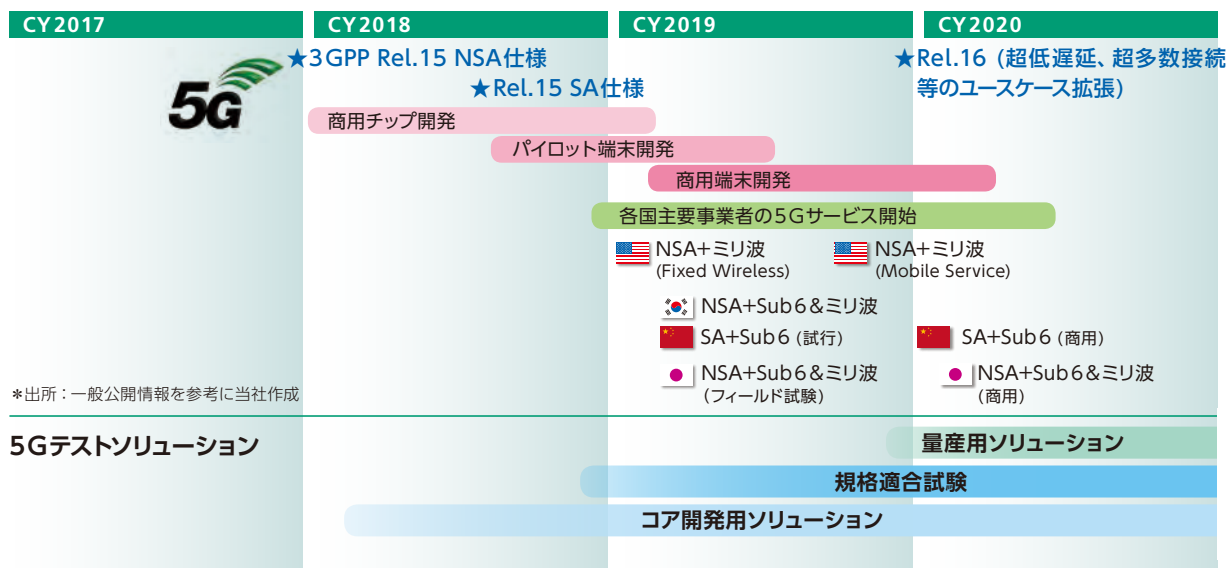 CY2017
CY2018
CY2019
CY2020
5G
★3GPP Rel.15 NSA仕様
★Rel.15 SA仕様
★Rel.16 (超低遅延、超多数接続
等のユースケース拡張)
商用チップ開発
パイロット端末開発
商用端末開発
各国主要事業者の5Gサービス開始
NSA+ミリ波
(Fixed Wireless)
NSA+ミリ波
(Mobile Service)
NSA+Sub6&ミリ波
SA+Sub6 (試行)
SA+Sub6 (商用)
NSA+Sub6&ミリ波
(フィールド試験)
NSA+Sub6&ミリ波
(商用)
*出所：一般公開情報を参考に当社作成
5Gテストソリューション
量産用ソリューション
規格適合試験
コア開発用ソリューション